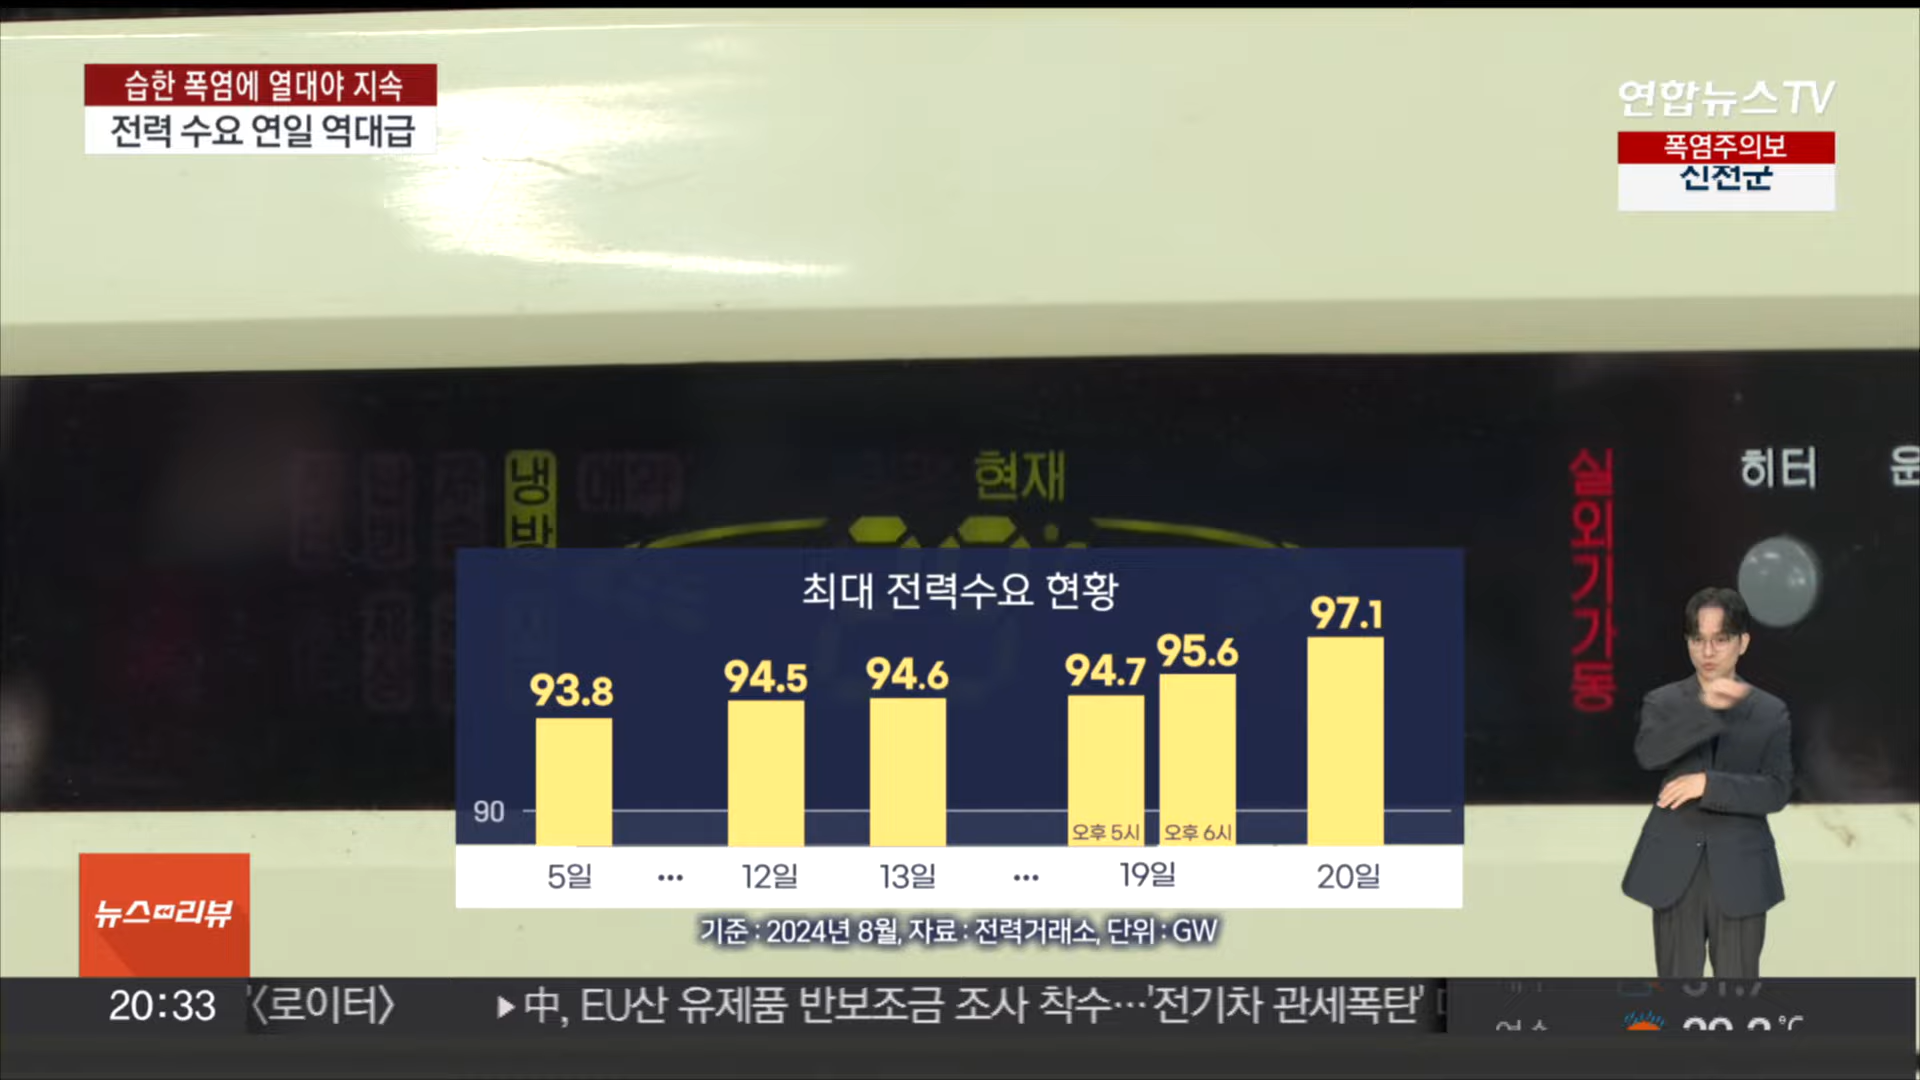 습한 폭염에 열대야 지속
전력 수요 연일 역대급
연합뉴스TV
폭염주의보
현재
냉방
실외기가동
히터
최대 전력수요 현황
93.8
94.5
94.6
94.7
95.6
97.1
90
오후 5시
오후 6시
5일
...
12일
13일
...
19일
20일
기준 : 2024년 8월, 자료 : 전력거래소, 단위 : GW
뉴스리뷰
20:33
'〈로이터〉
▶中, EU산 유제품 반보조금 조사 착수…'전기차 관세폭탄'